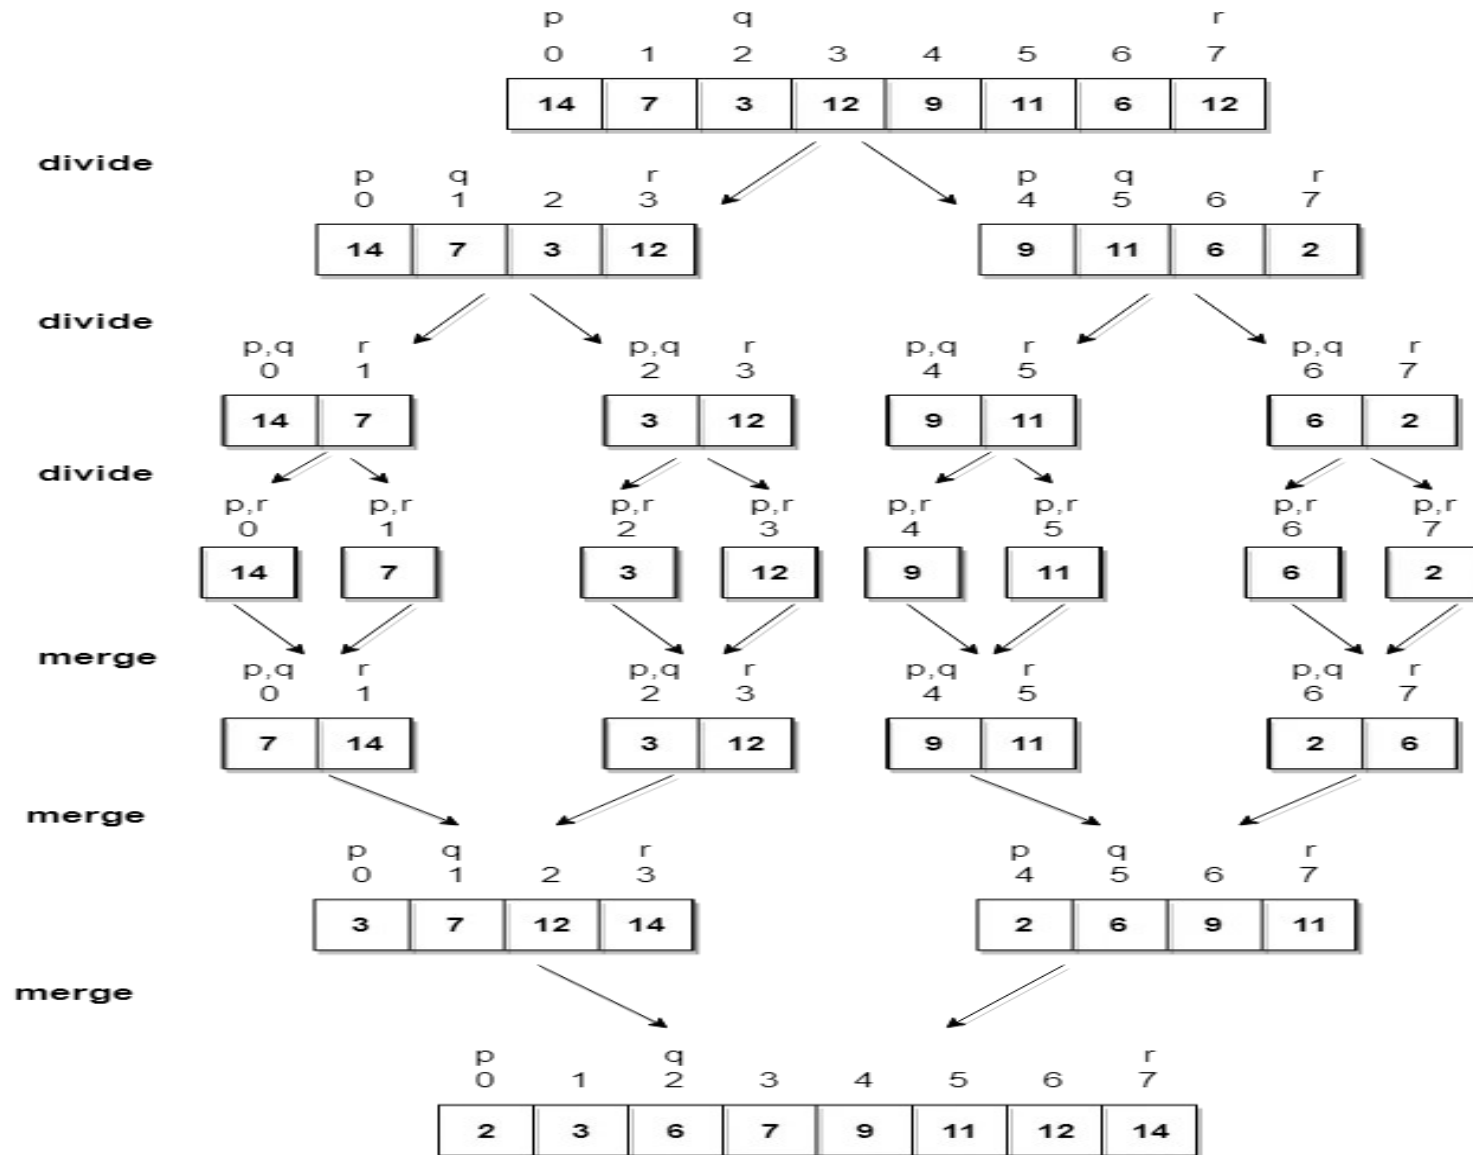 p q r
0 1 2 3 4 5 6 7
14 7 3 12 9 11 6 12
divide
p q r p q r
0 1 2 3 4 5 6 7
14 7 3 12 9 11 6 2
divide
p,q r p,q r p,q r p,q r
0 1 2 3 4 5 6 7
14 7 3 12 9 11 6 2
divide
p,r p,r p,r p,r p,r p,r p,r p,r
0 1 2 3 4 5 6 7
14 7 3 12 9 11 6 2
merge
p,q r p,q r p,q r p,q r
0 1 2 3 4 5 6 7
7 14 3 12 9 11 2 6
merge
p q r p q r
0 1 2 3 4 5 6 7
3 7 12 14 2 6 9 11
merge
p q r
0 1 2 3 4 5 6 7
2 3 6 7 9 11 12 14